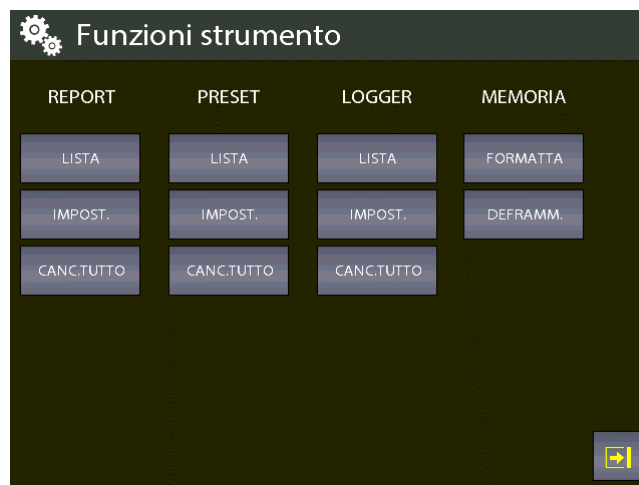 Funzioni strumento
REPORT PRESET LOGGER MEMORIA
LISTA LISTA LISTA FORMATTA
IMPOST. IMPOST. IMPOST. DEFRAMM.
CANC.TUTTO CANC.TUTTO CANC.TUTTO